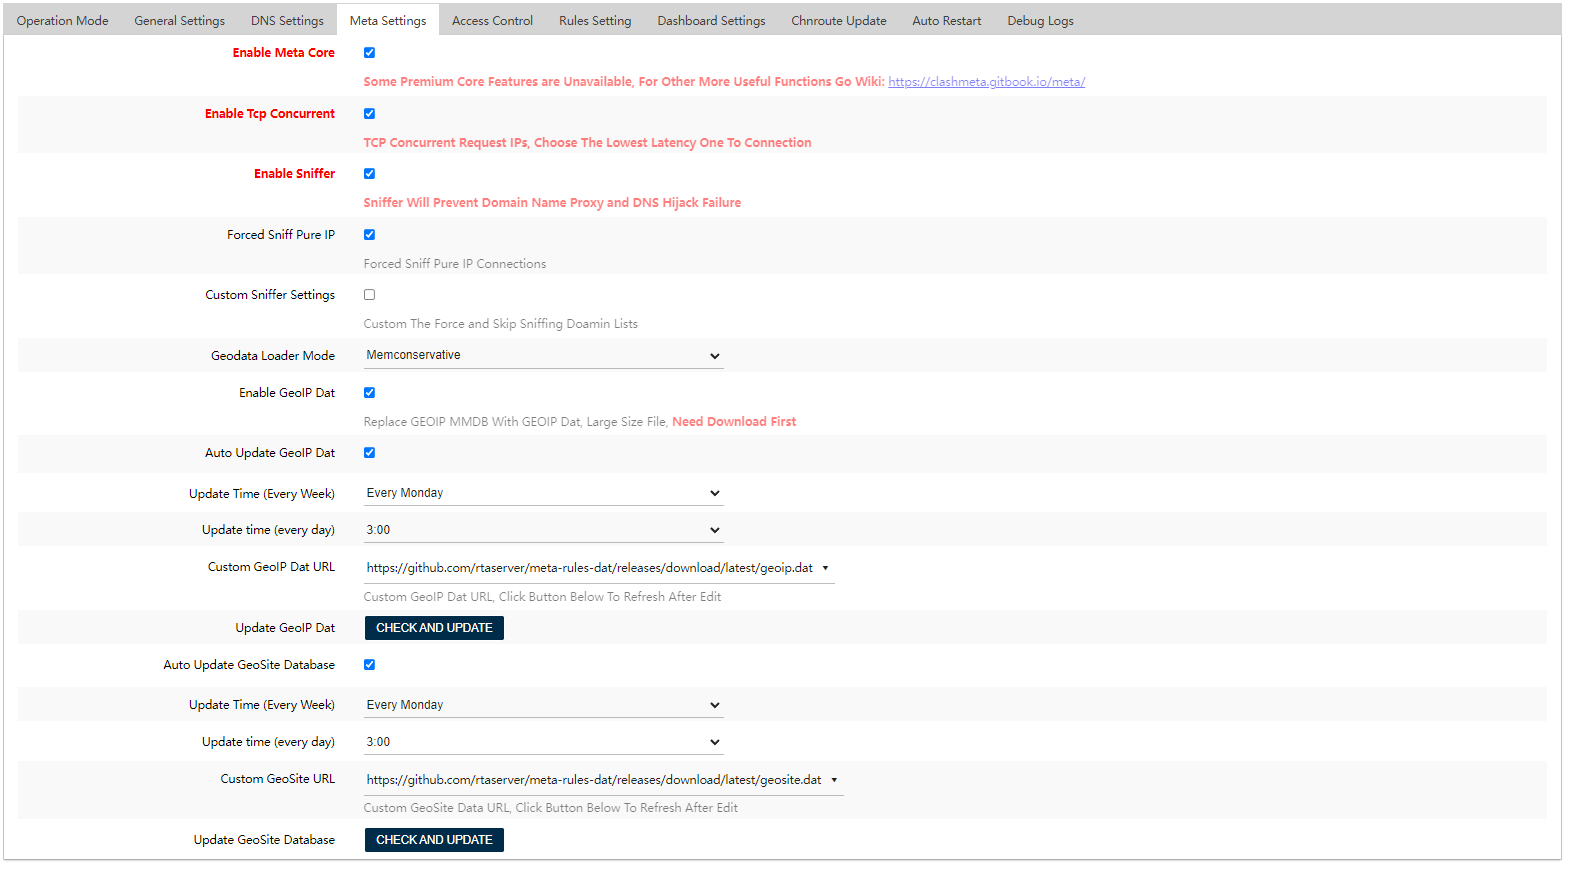 Operation Mode General Settings DNS Settings Meta Settings Access Control Rules Setting Dashboard Settings Chnroute Update Auto Restart Debug Logs
Enable Meta Core
Some Premium Core Features are Unavailable, For Other More Useful Functions Go Wiki: https://clashmeta.gitbook.io/meta/
Enable Tcp Concurrent
TCP Concurrent Request IPs, Choose The Lowest Latency One To Connection
Enable Sniffer
Sniffer Will Prevent Domain Name Proxy and DNS Hijack Failure
Forced Sniff Pure IP
Forced Sniff Pure IP Connections
Custom Sniffer Settings
Custom The Force and Skip Sniffing Doamin Lists
Geodata Loader Mode Memconservative
Enable GeoIP Dat
Replace GEOIP MMDB With GEOIP Dat, Large Size File, Need Download First
Auto Update GeoIP Dat
Update Time (Every Week) Every Monday
Update time (every day) 3:00
Custom GeoIP Dat URL https://github.com/rtaserver/meta-rules-dat/releases/download/latest/geoip.dat
Custom GeoIP Dat URL, Click Button Below To Refresh After Edit
Update GeoIP Dat CHECK AND UPDATE
Auto Update GeoSite Database
Update Time (Every Week) Every Monday
Update time (every day) 3:00
Custom GeoSite URL https://github.com/rtaserver/meta-rules-dat/releases/download/latest/geosite.dat
Custom GeoSite Data URL, Click Button Below To Refresh After Edit
Update GeoSite Database CHECK AND UPDATE